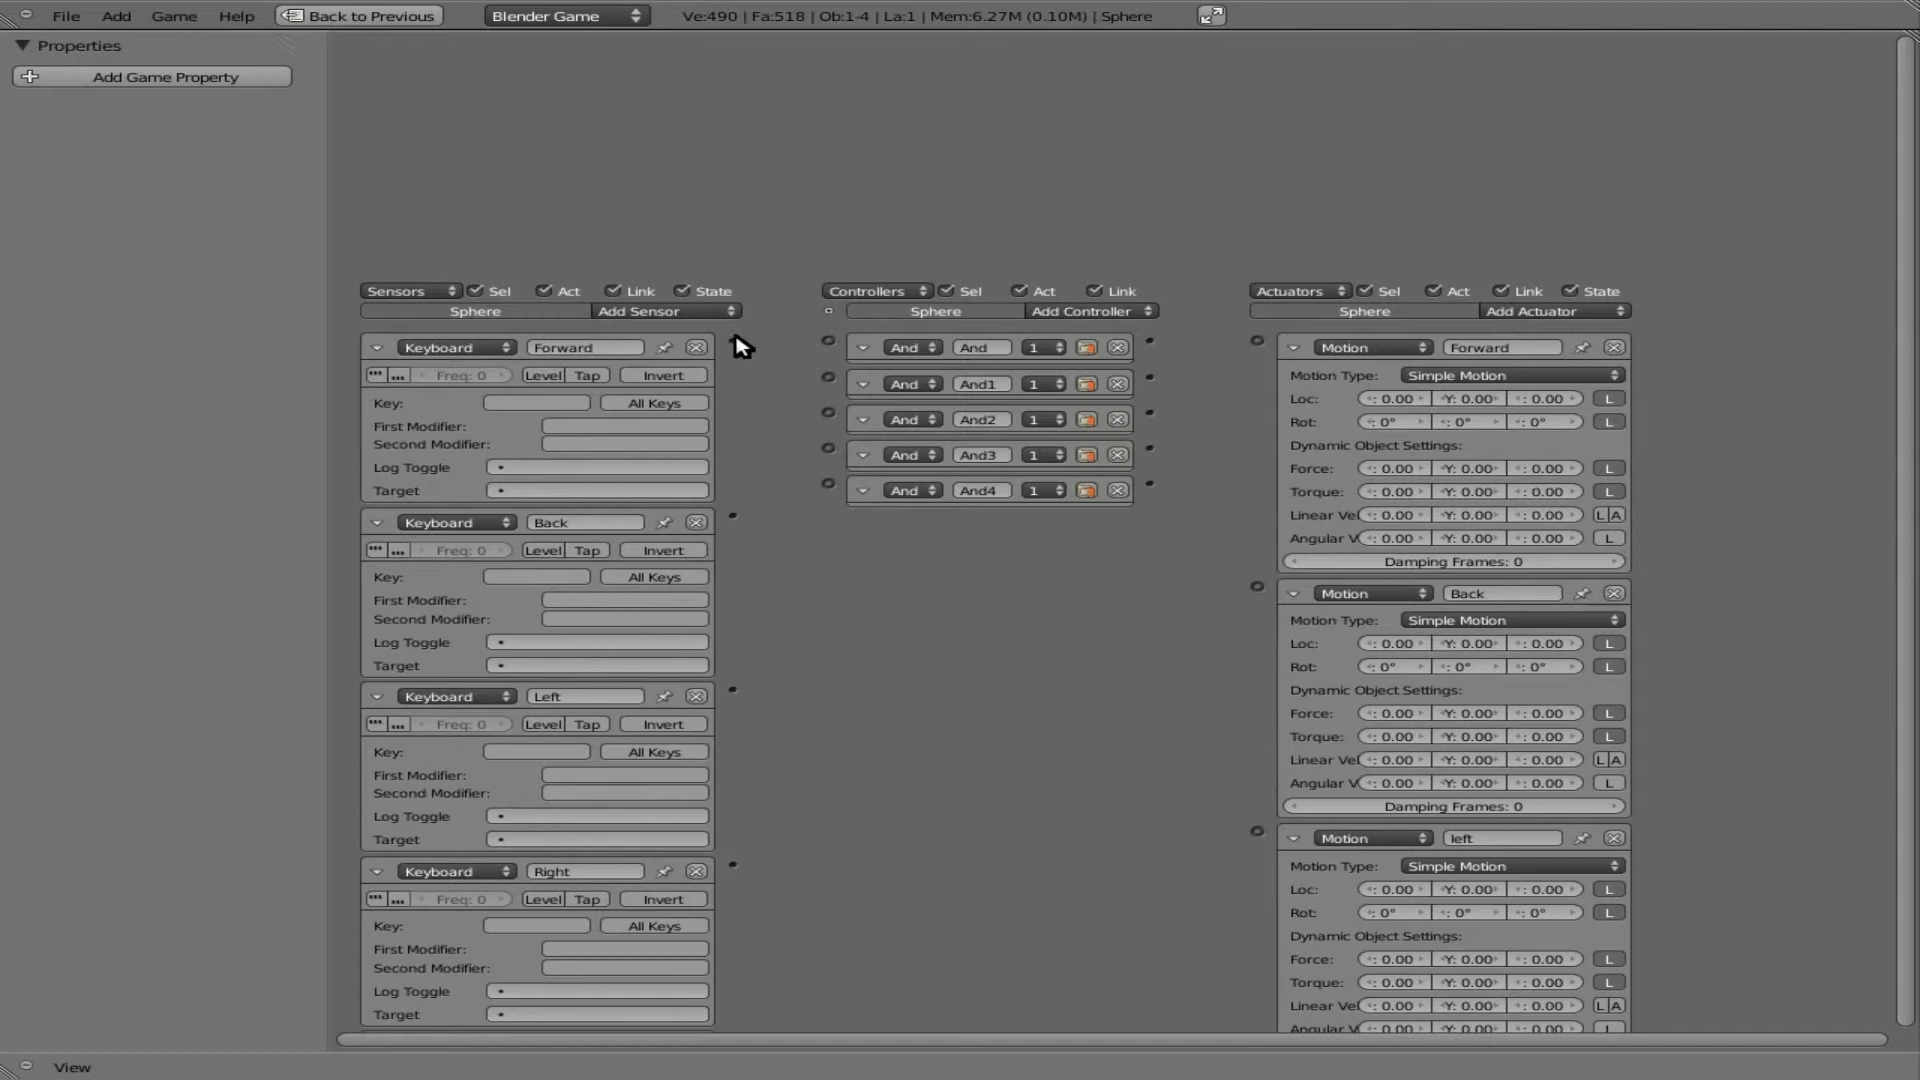 File Add Game Help Back to Previous Blender Game Ve:490 | Fa:518 | Ob:1-4 | La:1 | Mem:6.27M (0.10M) | Sphere
Properties
Add Game Property
Sensors Sel Act Link State
Sphere Add Sensor
Keyboard Forward
Freq: 0 Level Tap Invert
Key: All Keys
First Modifier:
Second Modifier:
Log Toggle
Target
Keyboard Back
Freq: 0 Level Tap Invert
Key: All Keys
First Modifier:
Second Modifier:
Log Toggle
Target
Keyboard Left
Freq: 0 Level Tap Invert
Key: All Keys
First Modifier:
Second Modifier:
Log Toggle
Target
Keyboard Right
Freq: 0 Level Tap Invert
Key: All Keys
First Modifier:
Second Modifier:
Log Toggle
Target
Controllers Sel Act Link
Sphere Add Controller
And And 1
And And1 1
And And2 1
And And3 1
And And4 1
Actuators Sel Act Link State
Sphere Add Actuator
Motion Forward
Motion Type: Simple Motion
Loc: : 0.00 Y: 0.00 : 0.00 L
Rot: : 0° : 0° : 0° L
Dynamic Object Settings:
Force: : 0.00 Y: 0.00 : 0.00 L
Torque: : 0.00 Y: 0.00 : 0.00 L
Linear Vel : 0.00 Y: 0.00 : 0.00 L A
Angular V : 0.00 Y: 0.00 : 0.00 L
Damping Frames: 0
Motion Back
Motion Type: Simple Motion
Loc: : 0.00 Y: 0.00 : 0.00 L
Rot: : 0° : 0° : 0° L
Dynamic Object Settings:
Force: : 0.00 Y: 0.00 : 0.00 L
Torque: : 0.00 Y: 0.00 : 0.00 L
Linear Vel : 0.00 Y: 0.00 : 0.00 L A
Angular V : 0.00 Y: 0.00 : 0.00 L
Damping Frames: 0
Motion left
Motion Type: Simple Motion
Loc: : 0.00 Y: 0.00 : 0.00 L
Rot: : 0° : 0° : 0° L
Dynamic Object Settings:
Force: : 0.00 Y: 0.00 : 0.00 L
Torque: : 0.00 Y: 0.00 : 0.00 L
Linear Vel : 0.00 Y: 0.00 : 0.00 L A
Angular V : 0.00 Y: 0.00 : 0.00 L
View